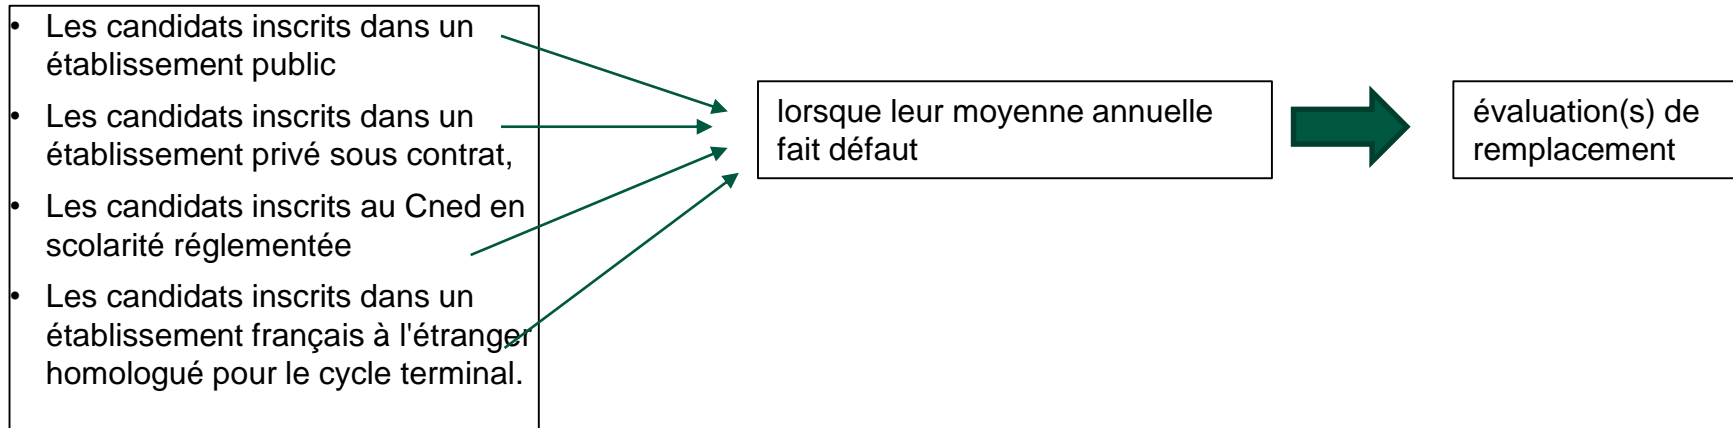 • Les candidats inscrits dans un
établissement public
• Les candidats inscrits dans un
établissement privé sous contrat,
• Les candidats inscrits au Cned en
scolarité réglementée
• Les candidats inscrits dans un
établissement français à l'étranger
homologué pour le cycle terminal.
lorsque leur moyenne annuelle
fait défaut
évaluation(s) de
remplacement